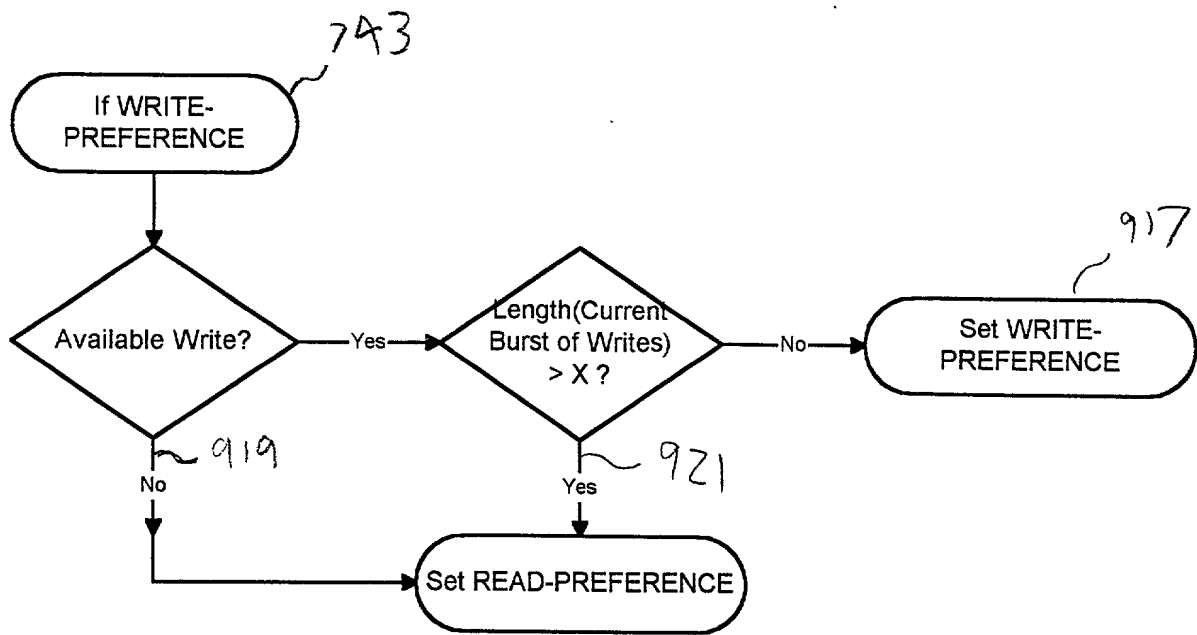 743
If WRITE-
PREFERENCE
917
Available Write?
Yes
Length(Current
Burst of Writes)
> X ?
No
Set WRITE-
PREFERENCE
919
No
921
Yes
Set READ-PREFERENCE